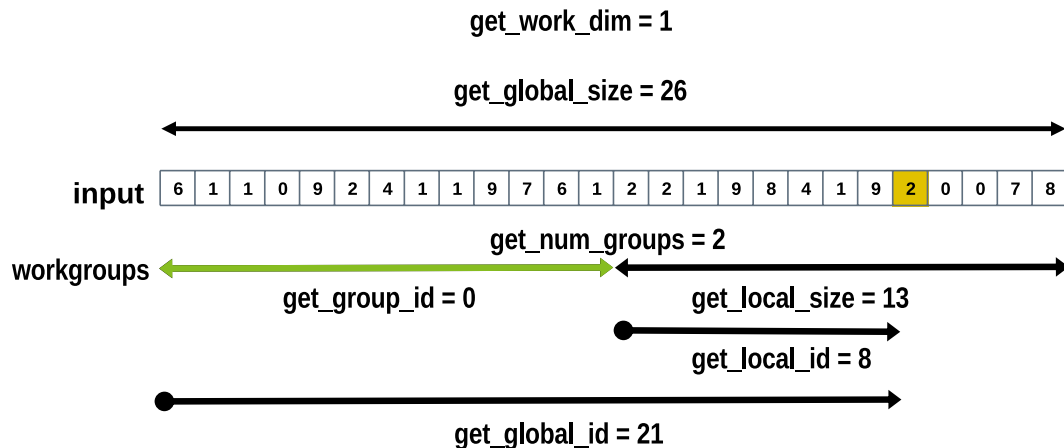 get_work_dim = 1
get_global_size = 26
input 6 1 1 0 9 2 4 1 1 9 7 6 1 2 2 1 9 8 4 1 9 2 0 0 7 8
get_num_groups = 2
workgroups
get_group_id = 0
get_local_size = 13
get_local_id = 8
get_global_id = 21